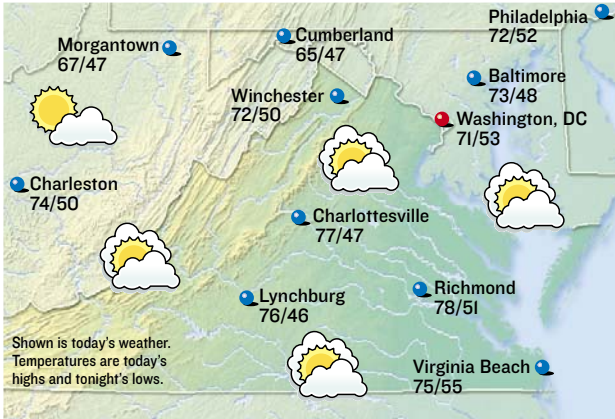 Philadelphia
72/52
Cumberland
65/47
Morgantown
67/47
Baltimore
73/48
Winchester
72/50
Washington, DC
71/53
Charleston
74/50
Charlottesville
77/47
Richmond
78/51
Lynchburg
76/46
Shown is today's weather.
Temperatures are today's
highs and tonight's lows.
Virginia Beach
75/55